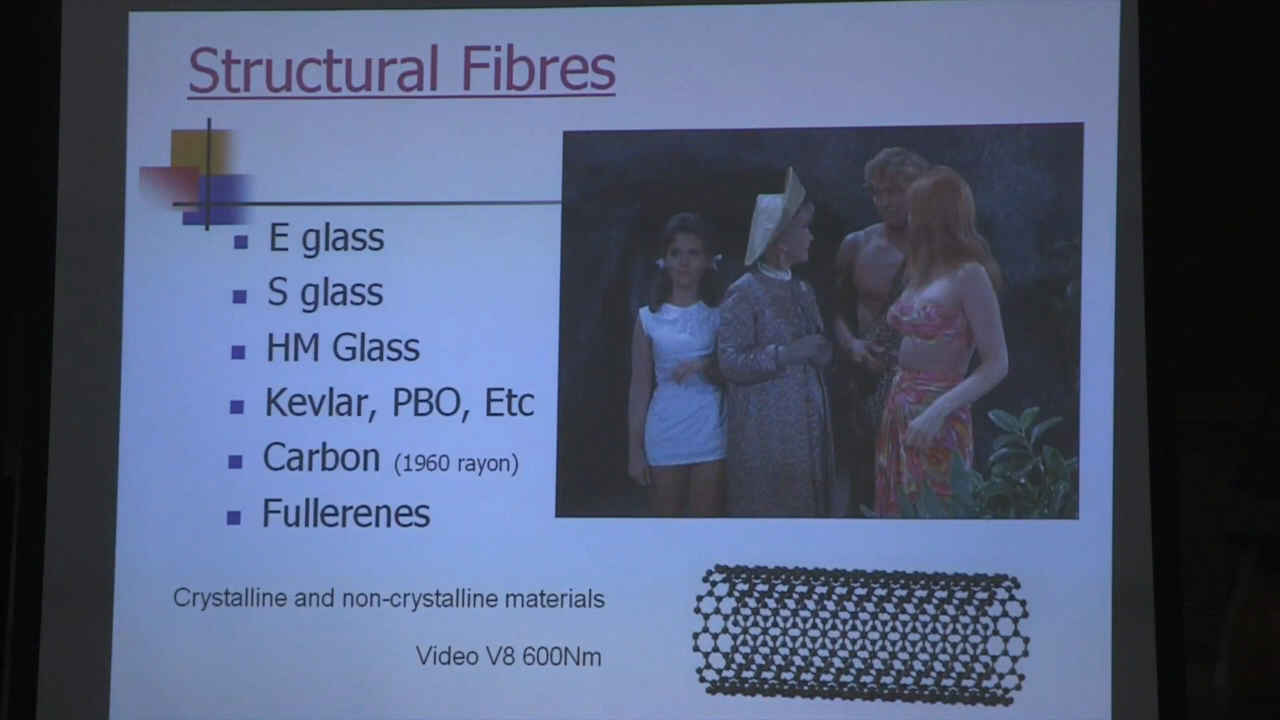 Structural Fibres
E glass
S glass
HM Glass
Kevlar, PBO, Etc
Carbon (1960 rayon)
Fullerenes
Crystalline and non-crystalline materials
Video V8 600Nm